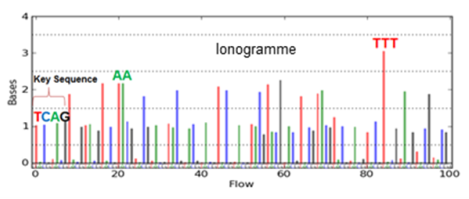 4
Ionogramme
TTT
3
AA
Key Sequence
2
Bases
TCAG
1
0
0 20 40 60 80 100
Flow